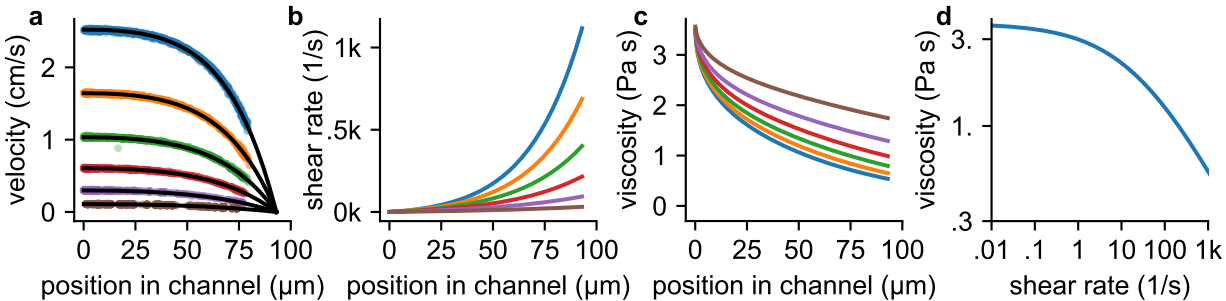 a
velocity (cm/s)
2
1
0
0 25 50 75 100
position in channel (µm)
b
shear rate (1/s)
1k
.5k
0k
0 25 50 75 100
position in channel (µm)
c
viscosity (Pa s)
3
2
1
0
0 25 50 75 100
position in channel (µm)
d
viscosity (Pa s)
3.
1.
.3
.01 .1 1 10 100 1k
shear rate (1/s)